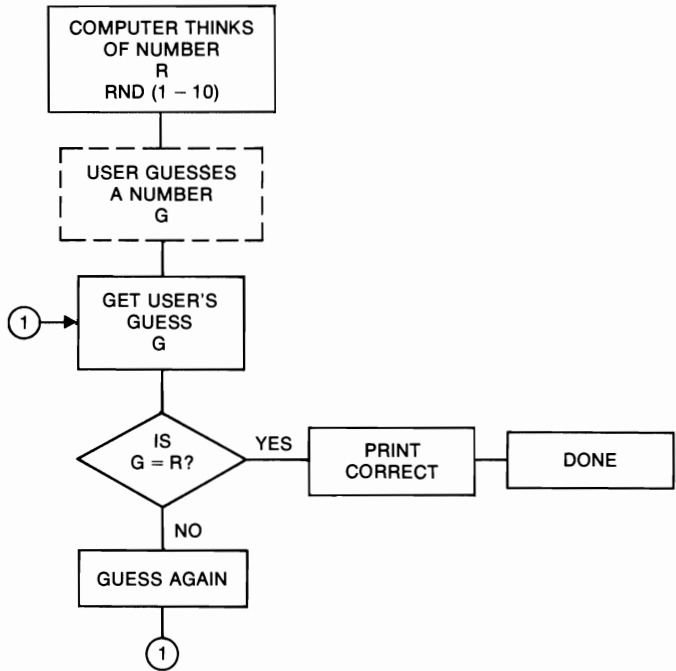 COMPUTER THINKS
OF NUMBER
R
RND (1 – 10)
USER GUESSES
A NUMBER
G
GET USER'S
GUESS
G
1
IS
G = R?
YES
PRINT
CORRECT
DONE
NO
GUESS AGAIN
1